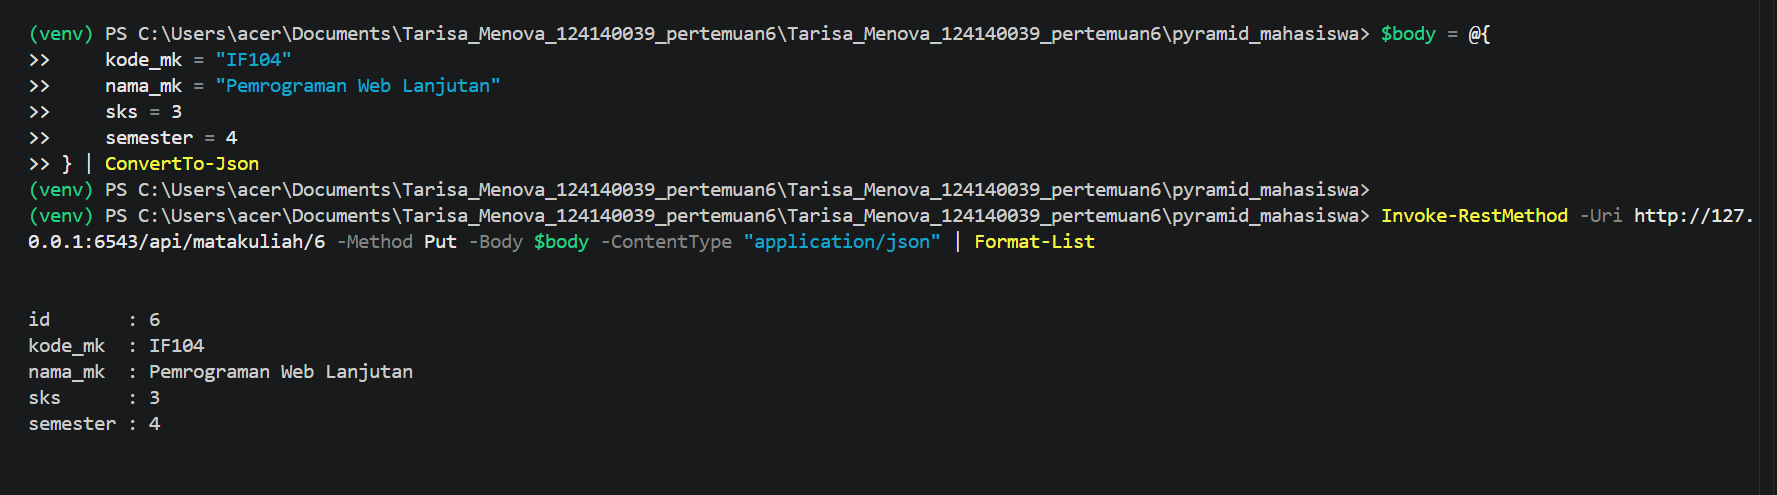 (venv) PS C:\Users\acer\Documents\Tarisa_Menova_124140039_pertemuan6\Tarisa_Menova_124140039_pertemuan6\pyramid_mahasiswa> $body = @{
>>     kode_mk = "IF104"
>>     nama_mk = "Pemrograman Web Lanjutan"
>>     sks = 3
>>     semester = 4
>> } | ConvertTo-Json
(venv) PS C:\Users\acer\Documents\Tarisa_Menova_124140039_pertemuan6\Tarisa_Menova_124140039_pertemuan6\pyramid_mahasiswa>
(venv) PS C:\Users\acer\Documents\Tarisa_Menova_124140039_pertemuan6\Tarisa_Menova_124140039_pertemuan6\pyramid_mahasiswa> Invoke-RestMethod -Uri http://127.
0.0.1:6543/api/matakuliah/6 -Method Put -Body $body -ContentType "application/json" | Format-List
id       : 6
kode_mk  : IF104
nama_mk  : Pemrograman Web Lanjutan
sks      : 3
semester : 4